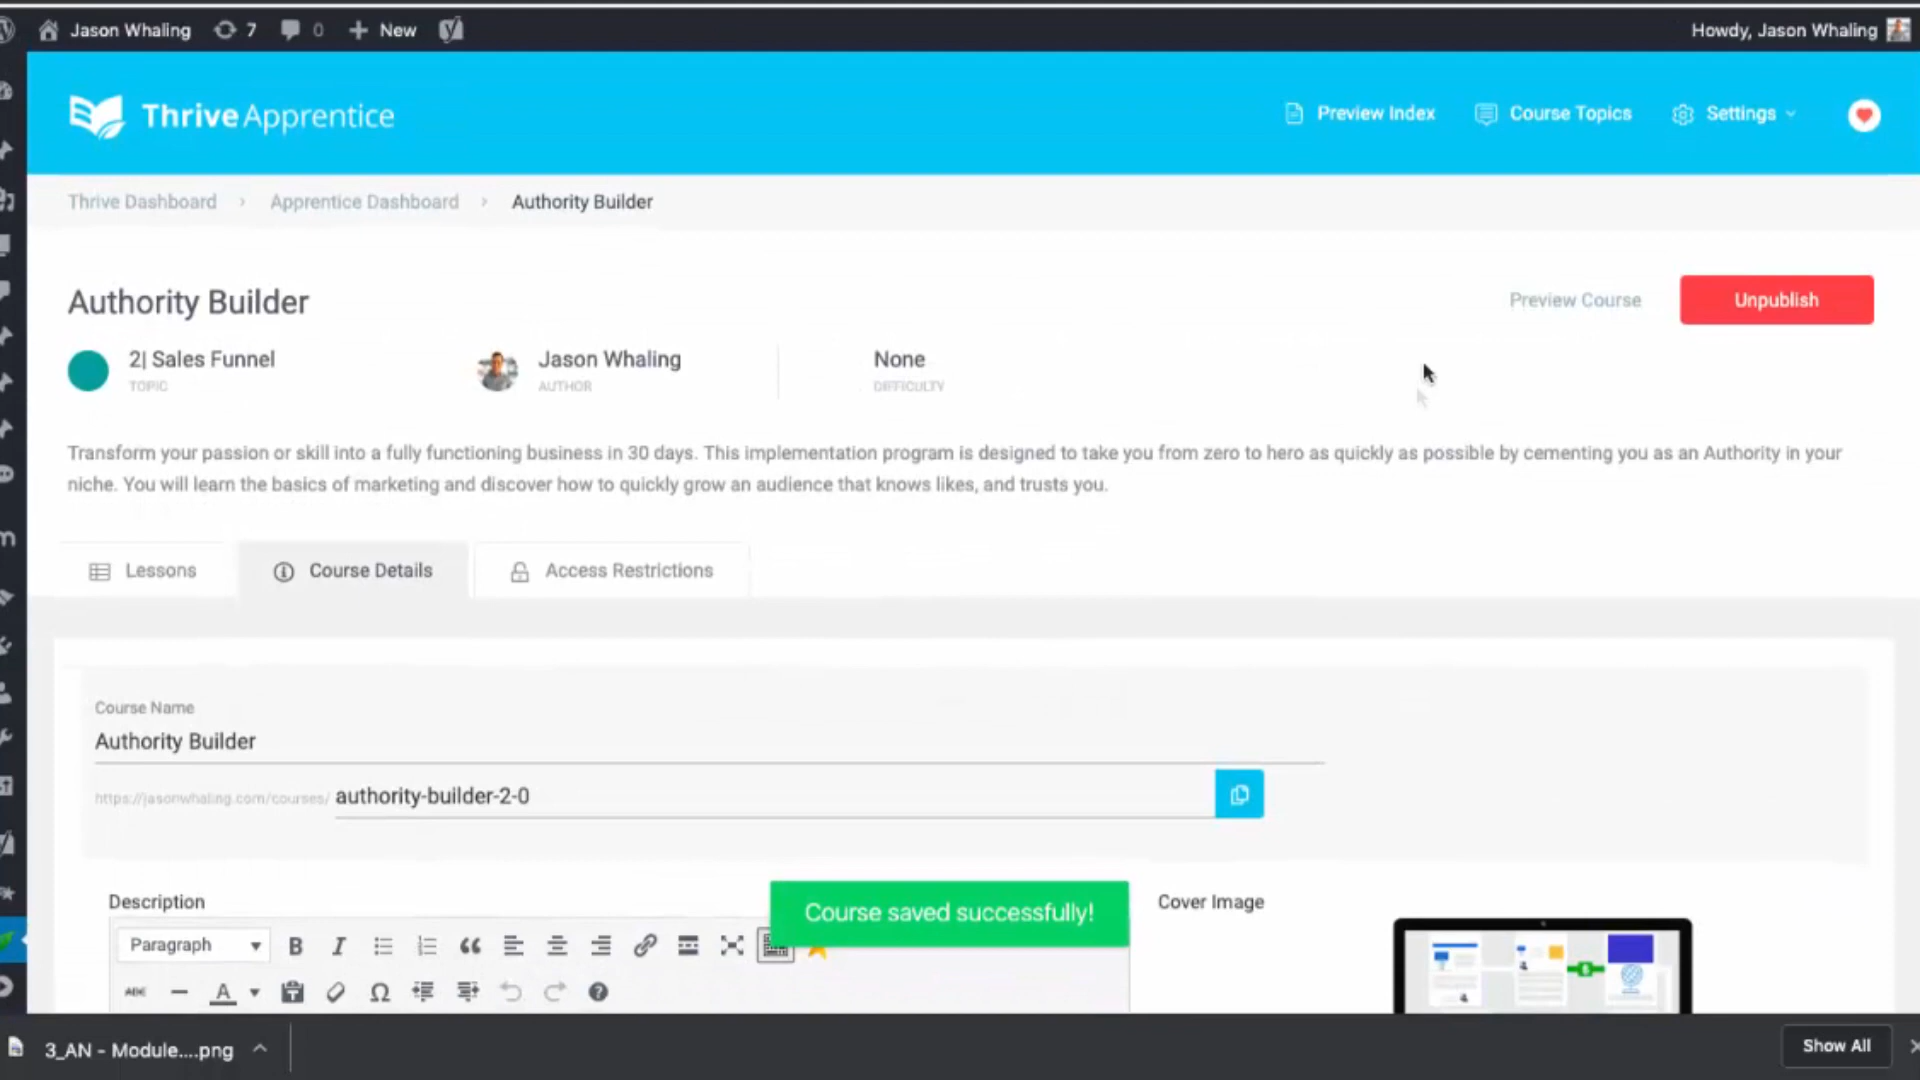 Jason Whaling 7 0 New Howdy, Jason Whaling
Thrive Apprentice Preview Index Course Topics Settings
Thrive Dashboard > Apprentice Dashboard > Authority Builder
Authority Builder Preview Course Unpublish
2| Sales Funnel Jason Whaling None
TOPIC AUTHOR DIFFICULTY
Transform your passion or skill into a fully functioning business in 30 days. This implementation program is designed to take you from zero to hero as quickly as possible by cementing you as an Authority in your
niche. You will learn the basics of marketing and discover how to quickly grow an audience that knows likes, and trusts you.
Lessons Course Details Access Restrictions
Course Name
Authority Builder
https://jasonwhaling.com/courses/ authority-builder-2-0
Description Course saved successfully! Cover Image
Paragraph B I
ABC A Ω
3_AN - Module....png Show All